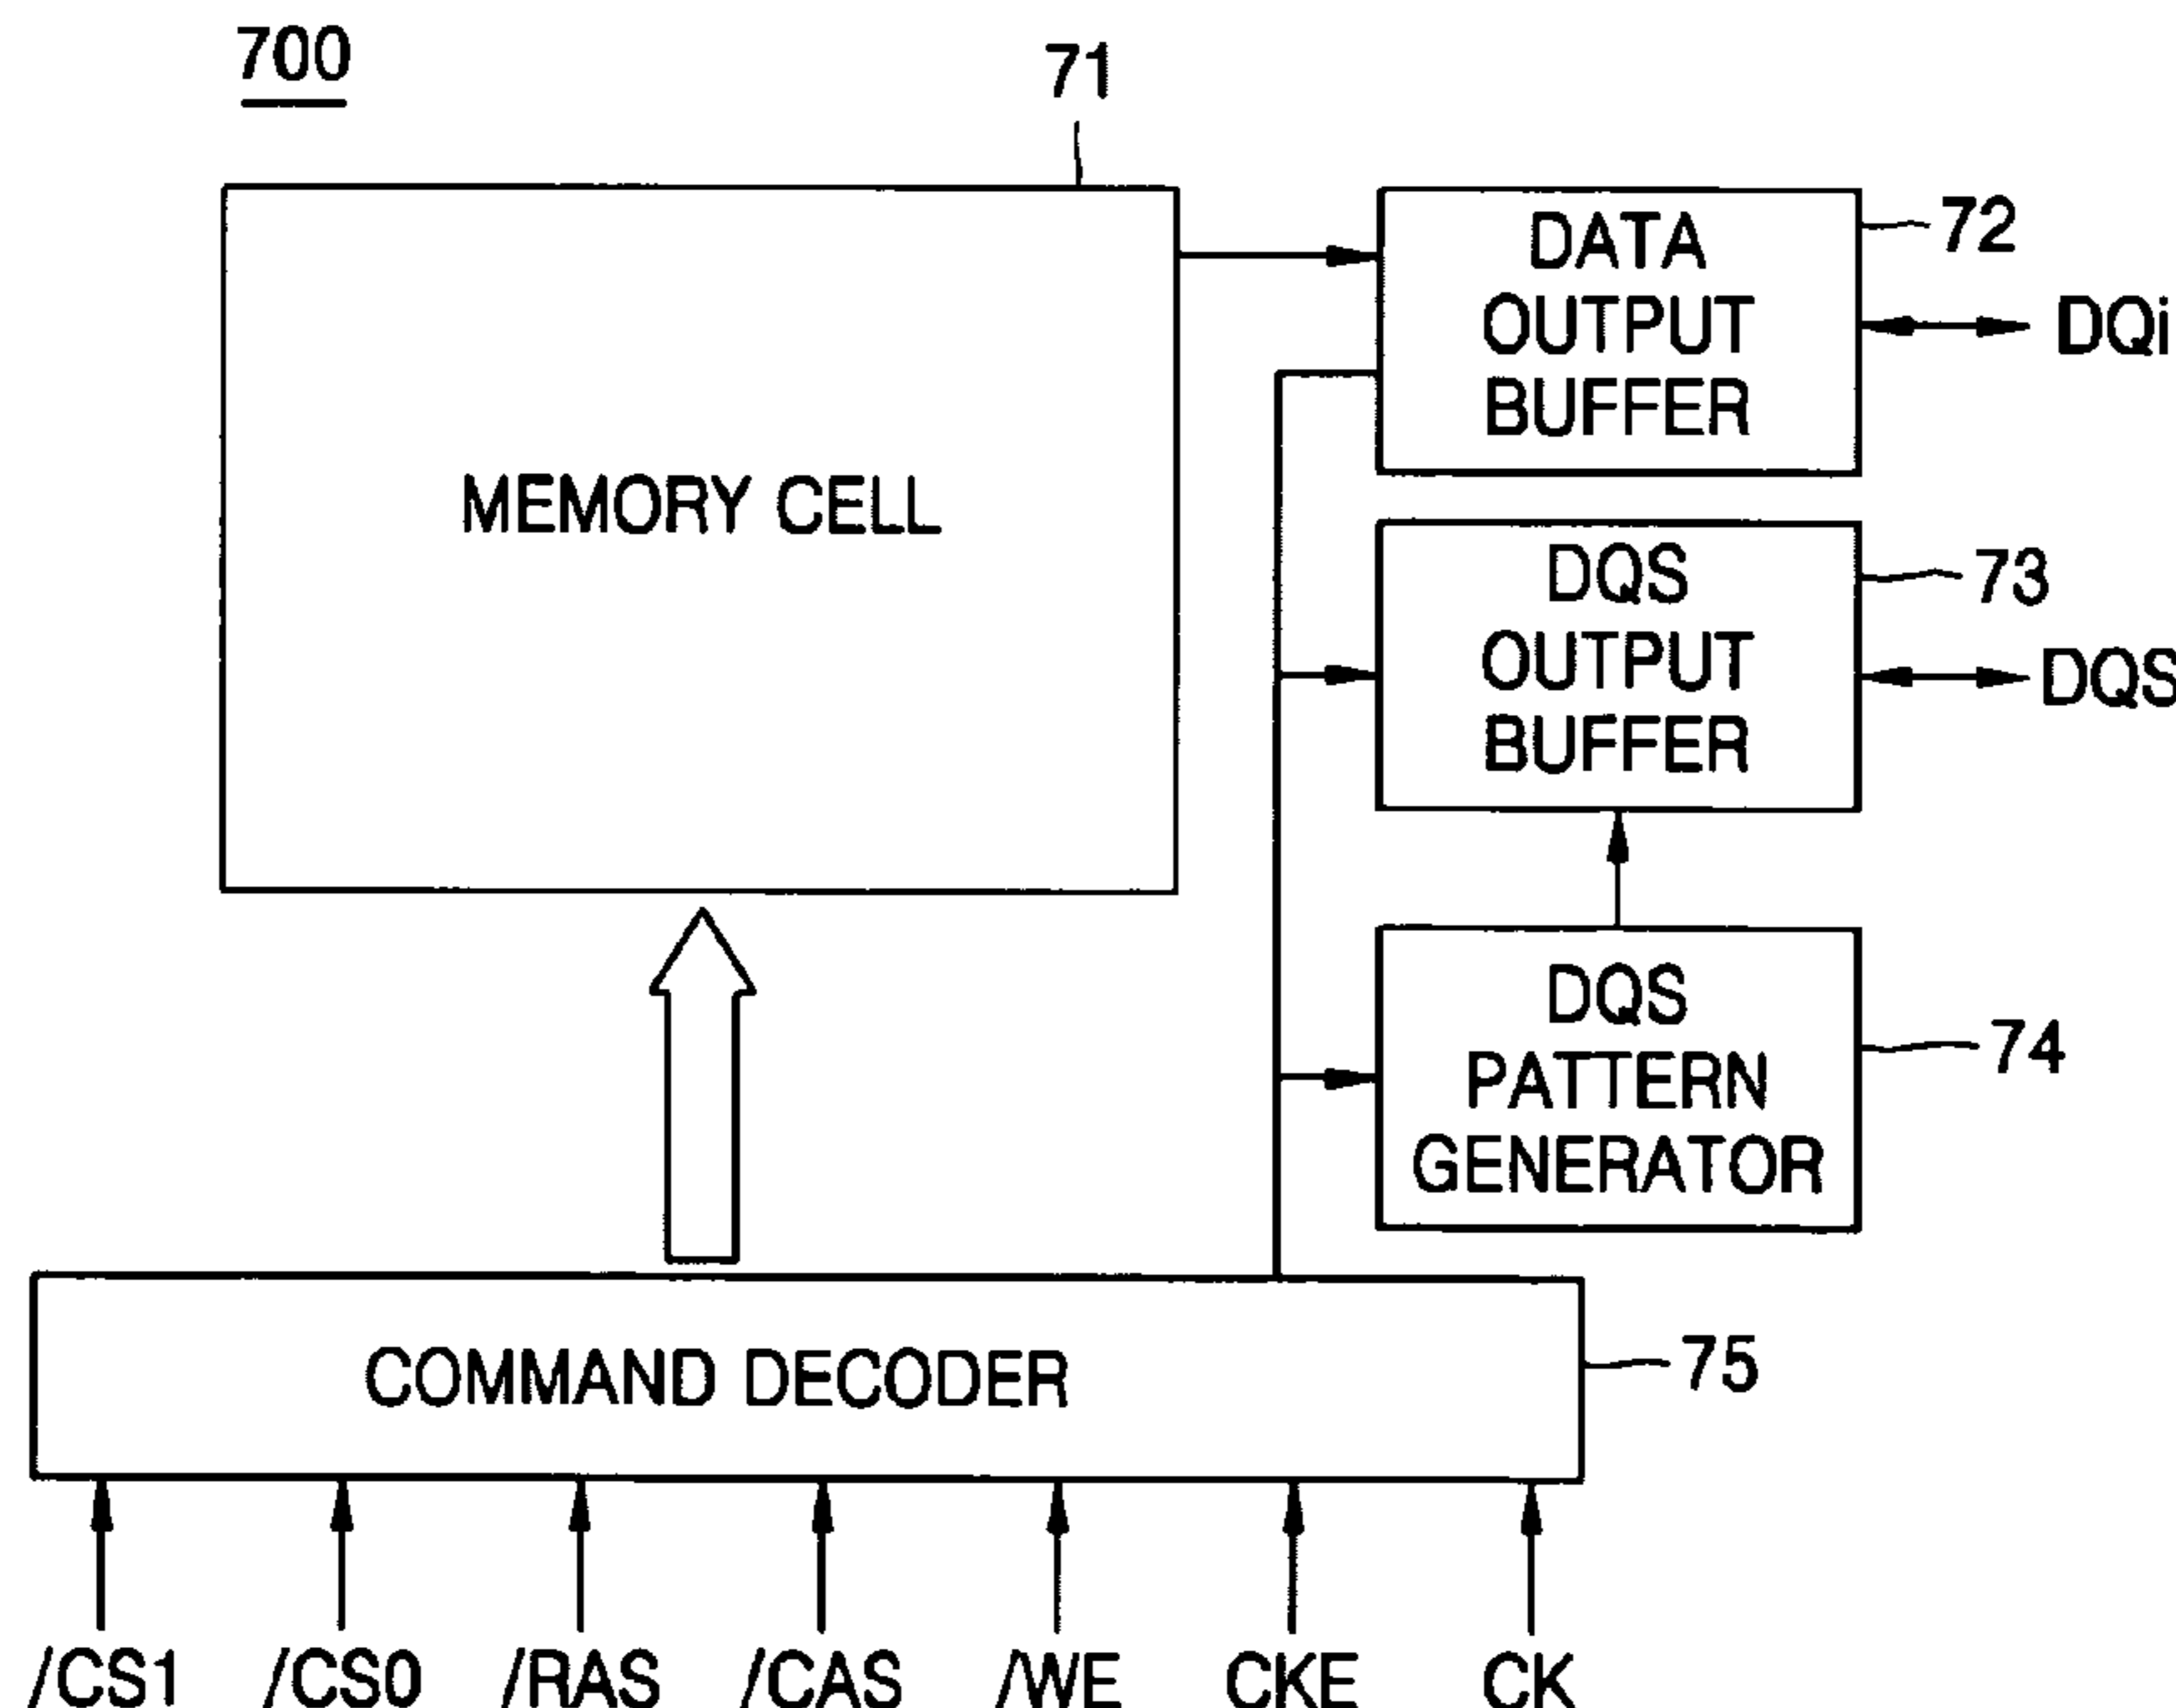 700
71
DATA
OUTPUT
BUFFER
72
DQi
MEMORY CELL
DQS
OUTPUT
BUFFER
73
DQS
DQS
PATTERN
GENERATOR
74
COMMAND DECODER
75
/CS1 /CS0 /RAS /CAS /WE CKE CK